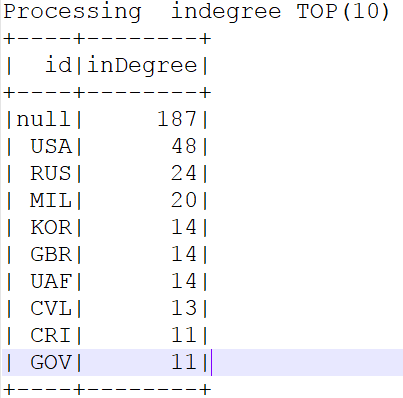 Processing  indegree TOP(10)
+----+--------+
|  id|inDegree|
+----+--------+
|null|     187|
| USA|      48|
| RUS|      24|
| MIL|      20|
| KOR|      14|
| GBR|      14|
| UAF|      14|
| CVL|      13|
| CRI|      11|
| GOV|      11|
+----+--------+